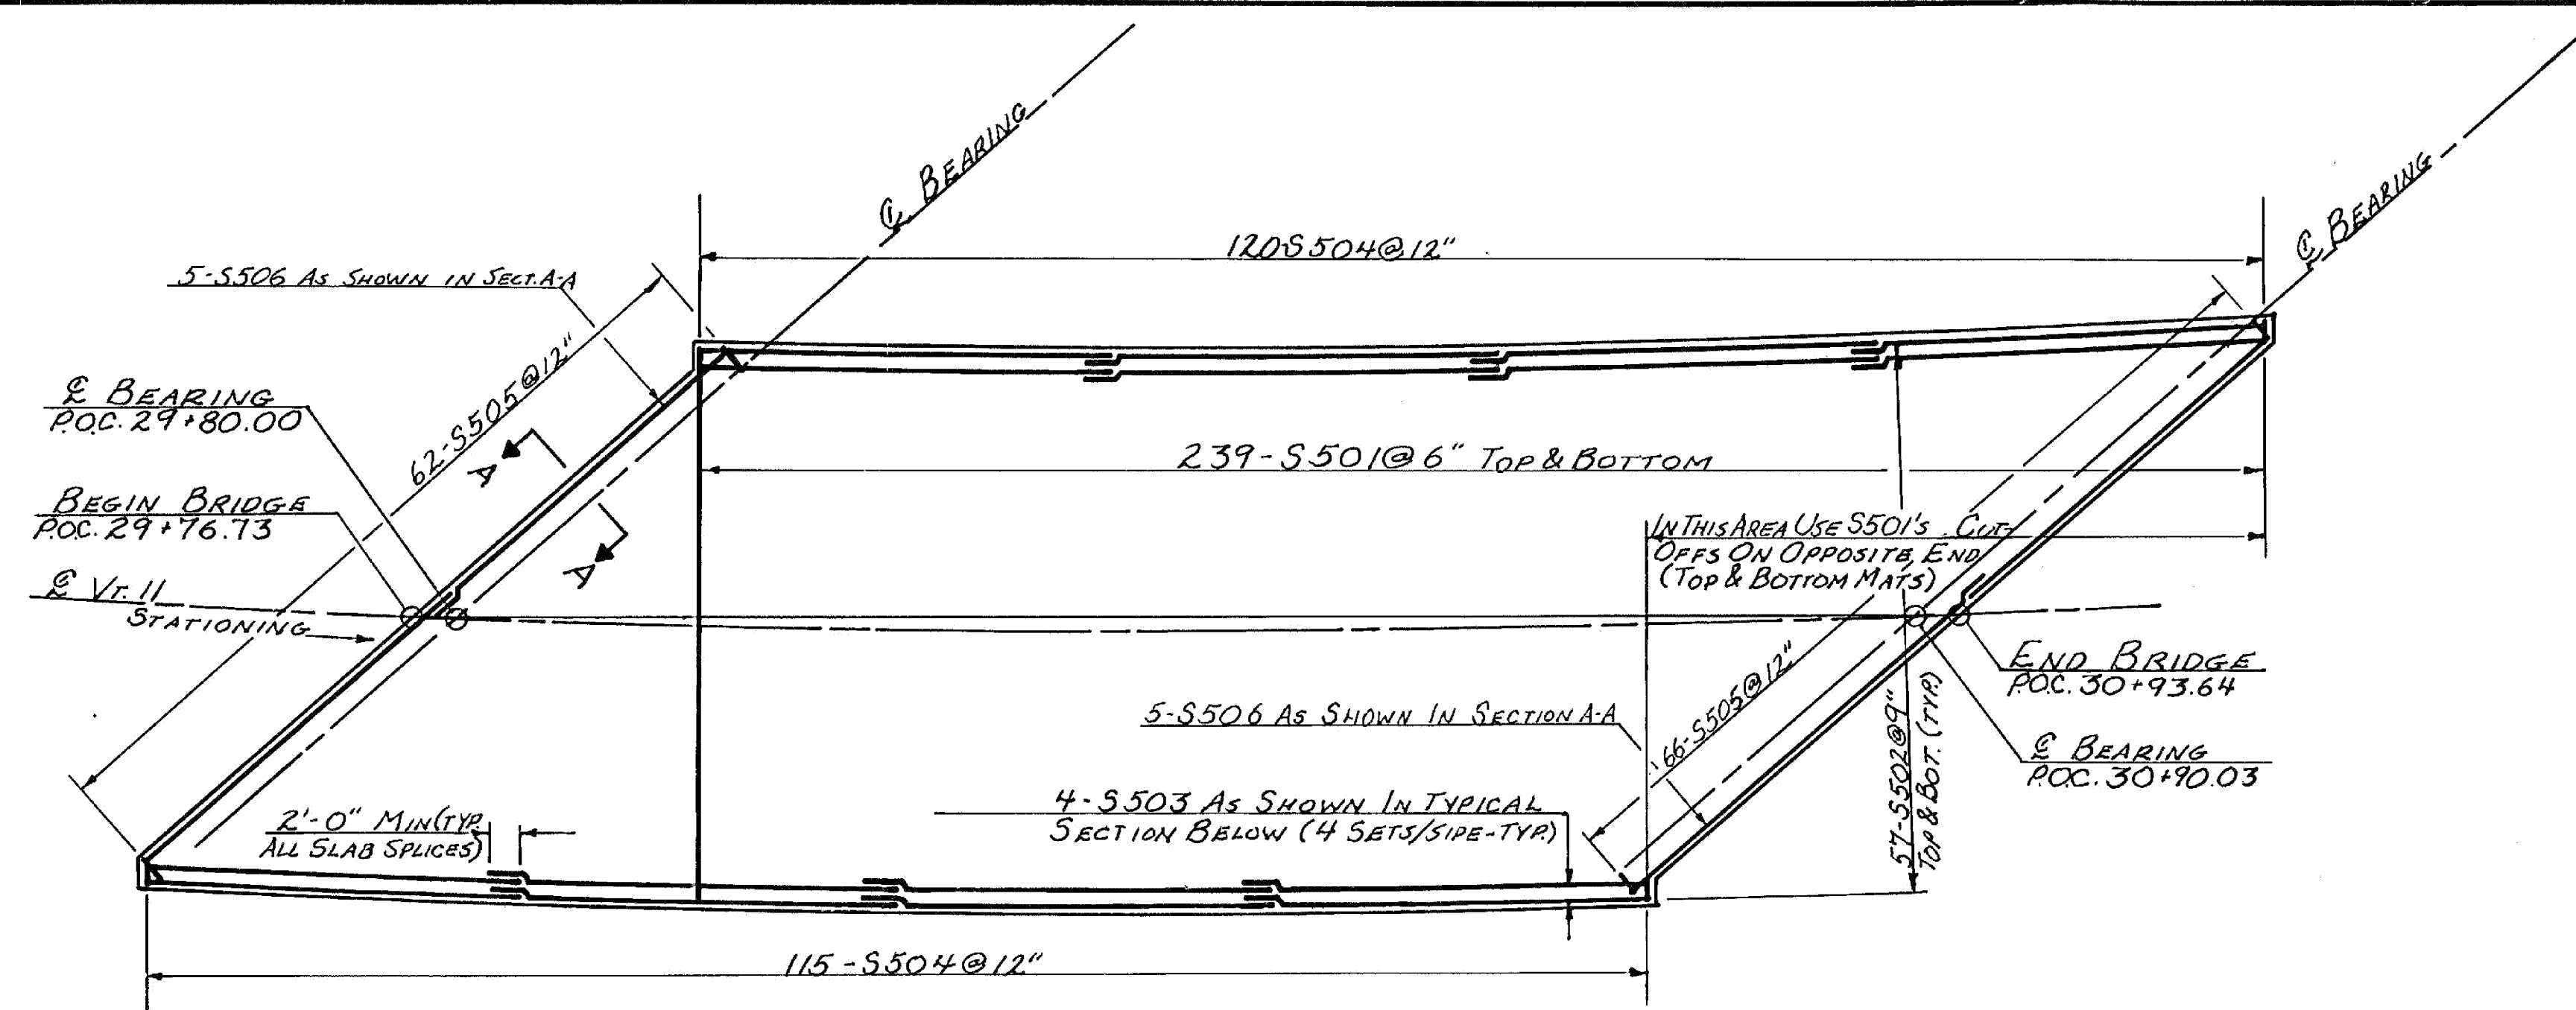 ℄ BEARING
℄ BEARING
120-S504@12"
5-S506 AS SHOWN IN SECT. A-A
62-S505@12"
℄ BEARING
P.O.C. 29+80.00
A
A
239-S501@6" TOP & BOTTOM
BEGIN BRIDGE
P.O.C. 29+76.73
IN THIS AREA USE S501'S CUT-
OFFS ON OPPOSITE END
(TOP & BOTTOM MATS)
℄ VT. 11
STATIONING
END BRIDGE
P.O.C. 30+93.64
66-S505@12"
5-S506 AS SHOWN IN SECTION A-A
57-S502@9"
TOP & BOT. (TYP.)
℄ BEARING
P.O.C. 30+90.03
4-S503 AS SHOWN IN TYPICAL
SECTION BELOW (4 SETS/SIDE-TYP.)
2'-0" MIN (TYP.
ALL SLAB SPLICES)
115-S504@12"